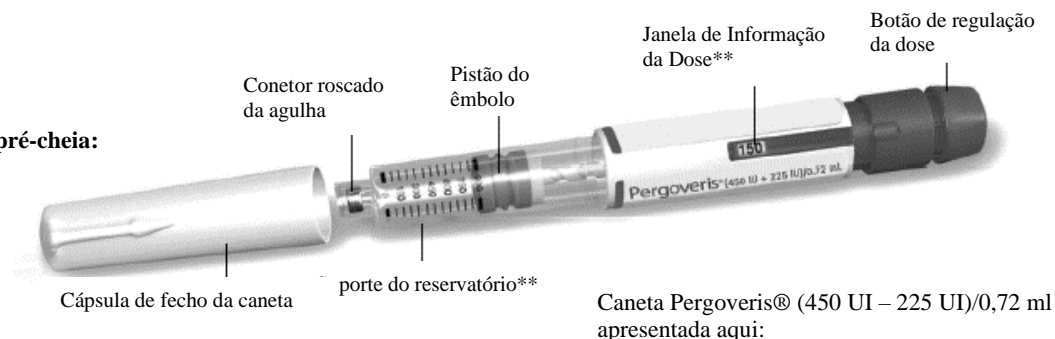 Botão de regulação
da dose
Janela de Informação
da Dose**
Pistão do
êmbolo
Conetor roscado
da agulha
pré-cheia:
150
Pergoveris® (450 UI + 225 UI)/0,72 mL
Cápsula de fecho da caneta
porte do reservatório**
Caneta Pergoveris® (450 UI – 225 UI)/0,72 ml
apresentada aqui: